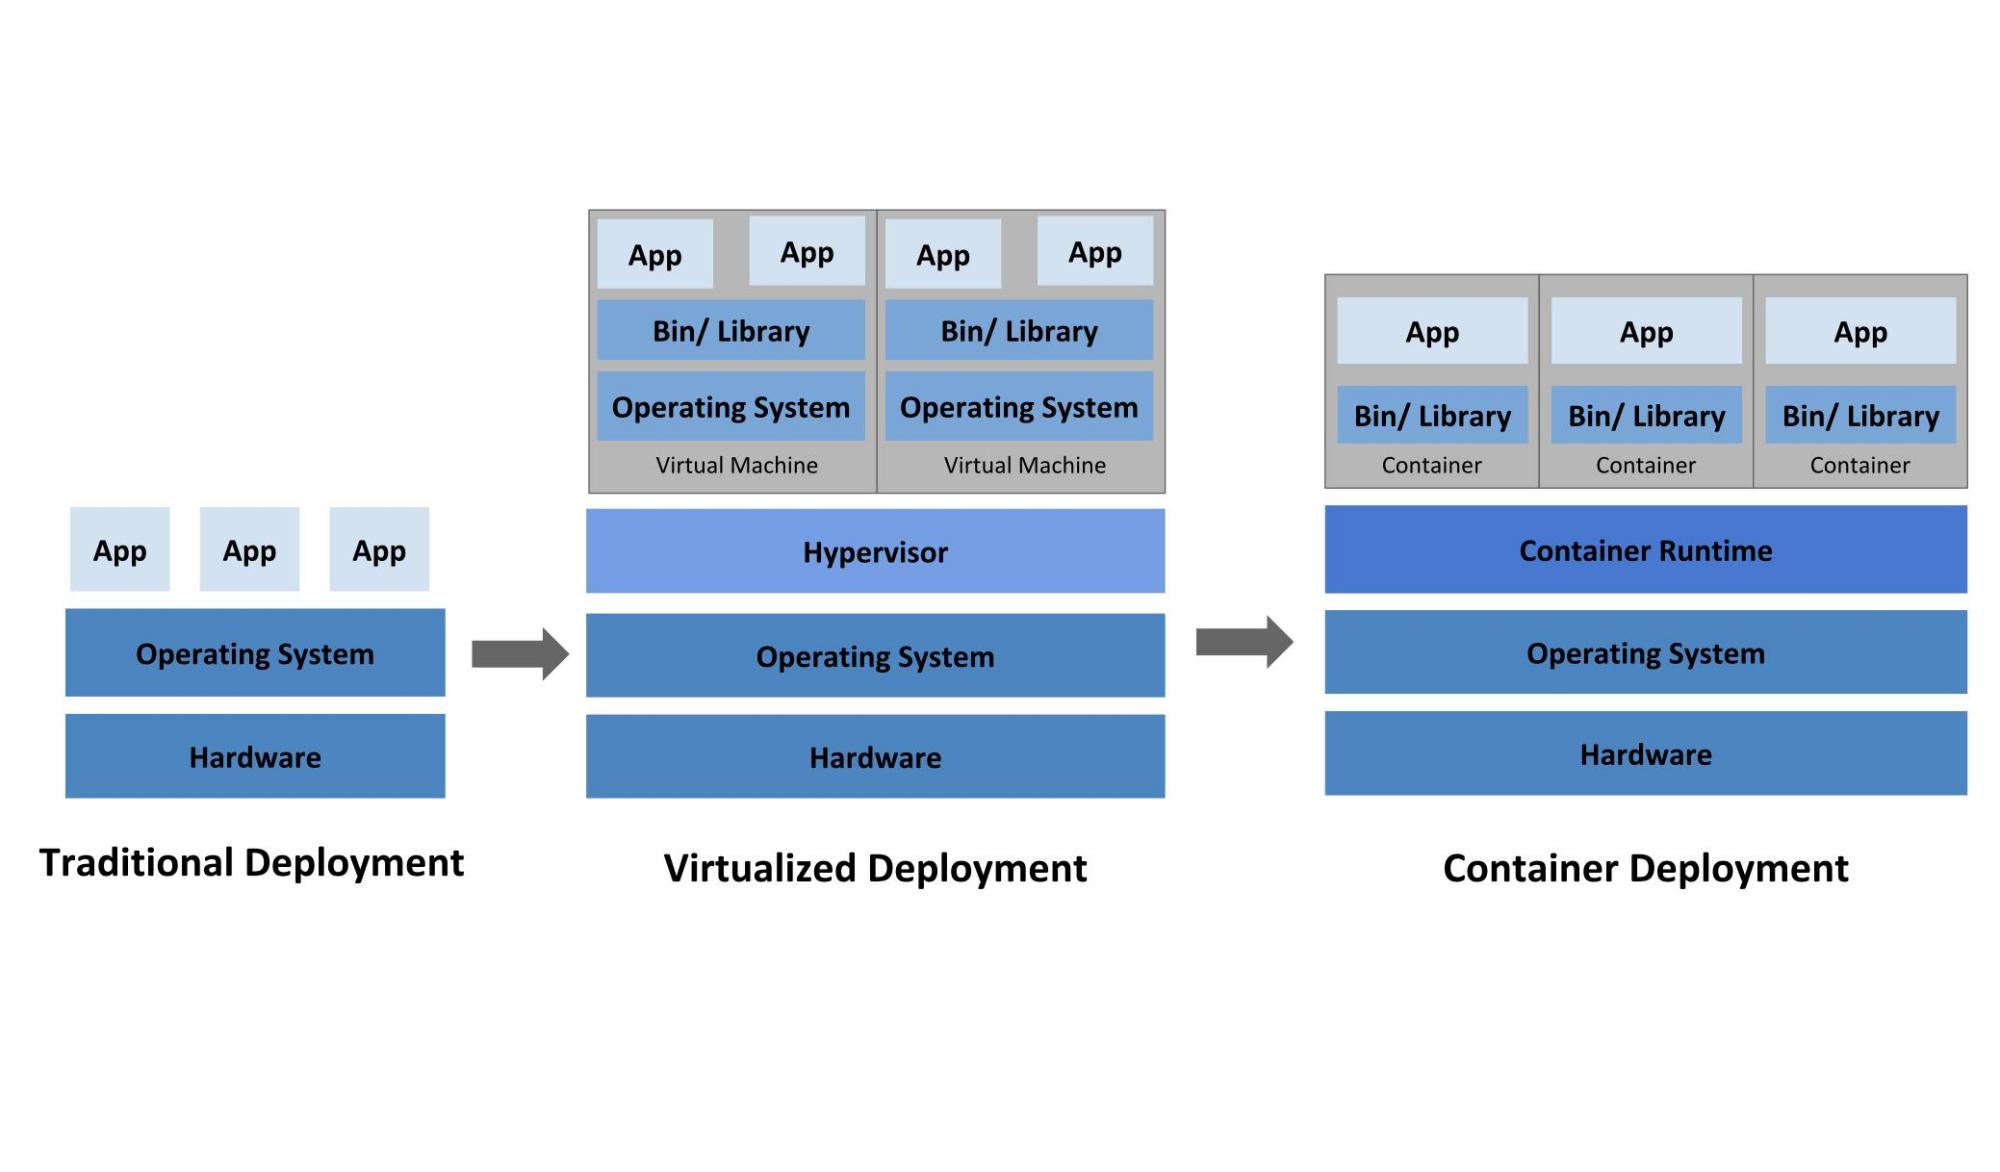 App
App
App
Operating System
Hardware
Traditional Deployment
App
App
Bin/ Library
Operating System
Virtual Machine
App
App
Bin/ Library
Operating System
Virtual Machine
Hypervisor
Operating System
Hardware
Virtualized Deployment
App
Bin/ Library
Container
App
Bin/ Library
Container
App
Bin/ Library
Container
Container Runtime
Operating System
Hardware
Container Deployment